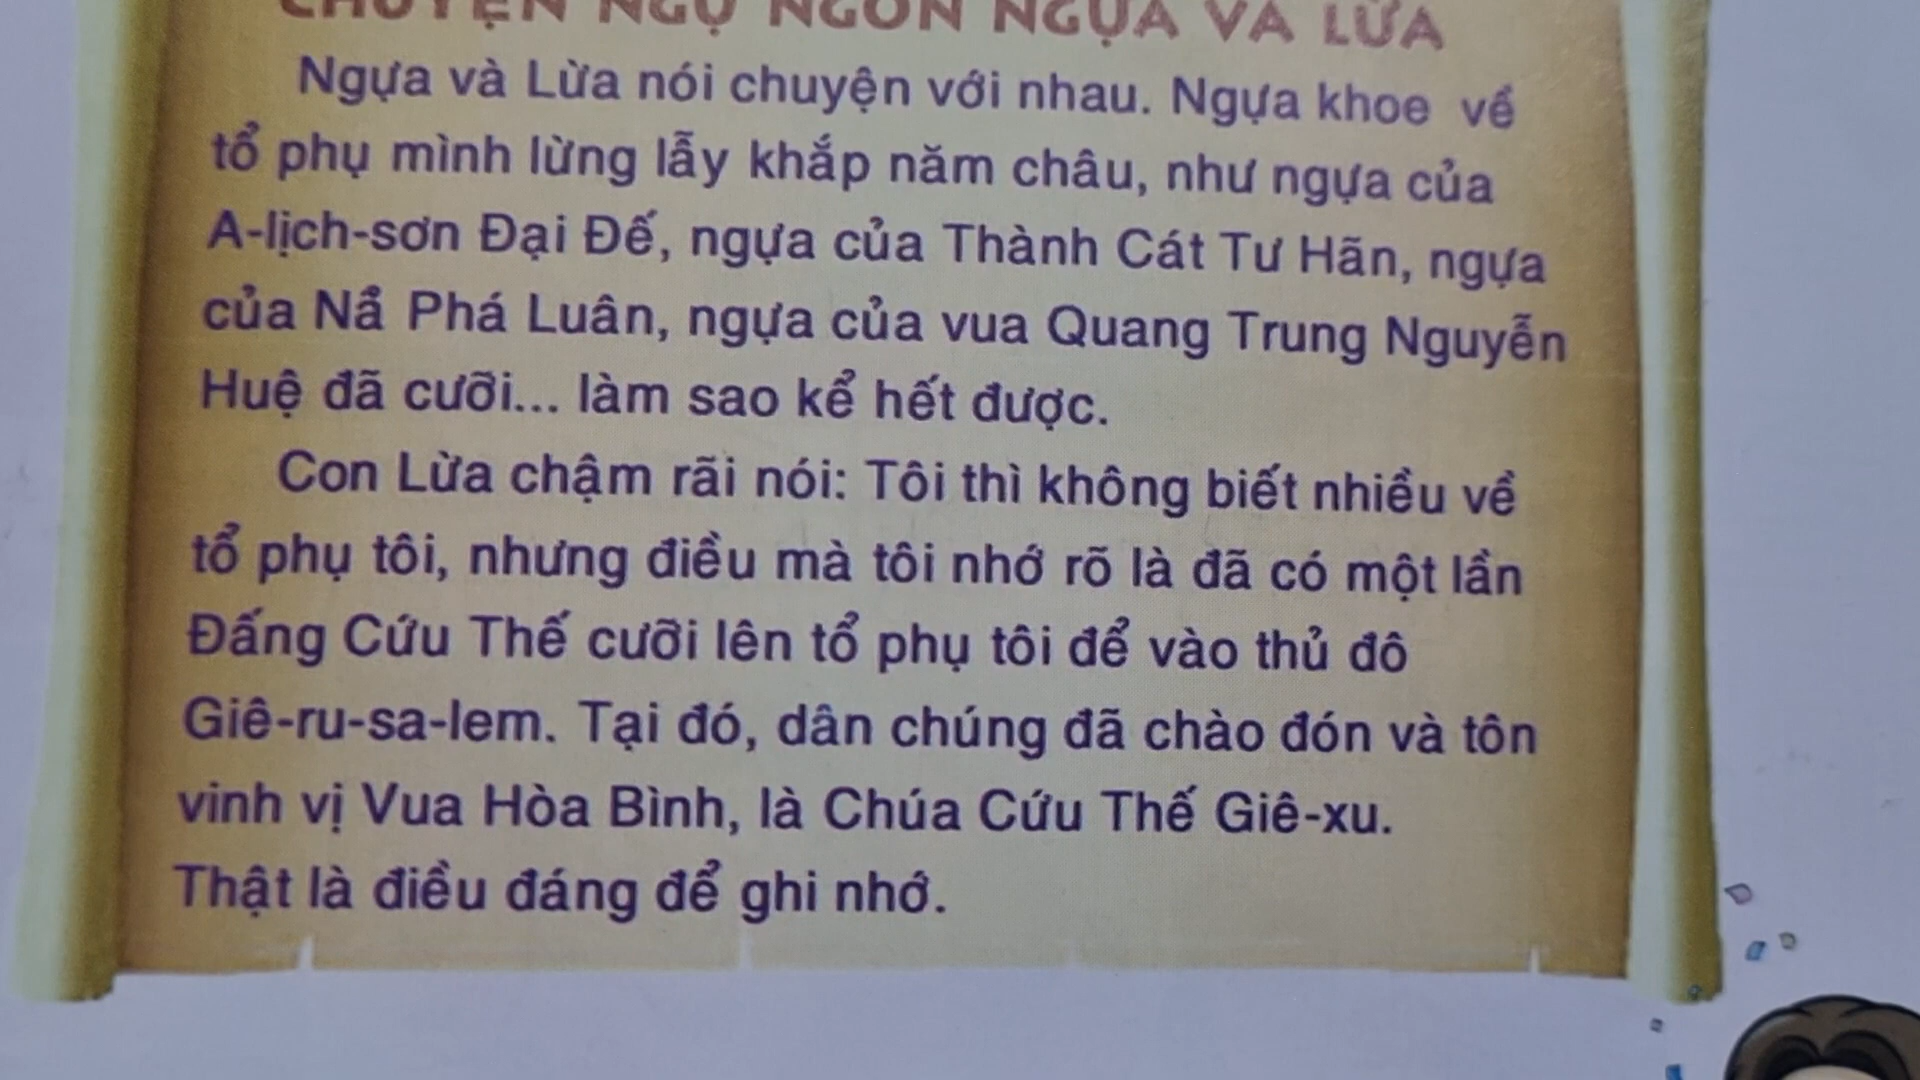 CHUYỆN NGỤ NGÔN NGỰA VÀ LỪA
Ngựa và Lừa nói chuyện với nhau. Ngựa khoe về
tổ phụ mình lừng lẫy khắp năm châu, như ngựa của
A-lịch-sơn Đại Đế, ngựa của Thành Cát Tư Hãn, ngựa
của Nã Phá Luân, ngựa của vua Quang Trung Nguyễn
Huệ đã cưỡi... làm sao kể hết được.
Con Lừa chậm rãi nói: Tôi thì không biết nhiều về
tổ phụ tôi, nhưng điều mà tôi nhớ rõ là đã có một lần
Đấng Cứu Thế cưỡi lên tổ phụ tôi để vào thủ đô
Giê-ru-sa-lem. Tại đó, dân chúng đã chào đón và tôn
vinh vị Vua Hòa Bình, là Chúa Cứu Thế Giê-xu.
Thật là điều đáng để ghi nhớ.